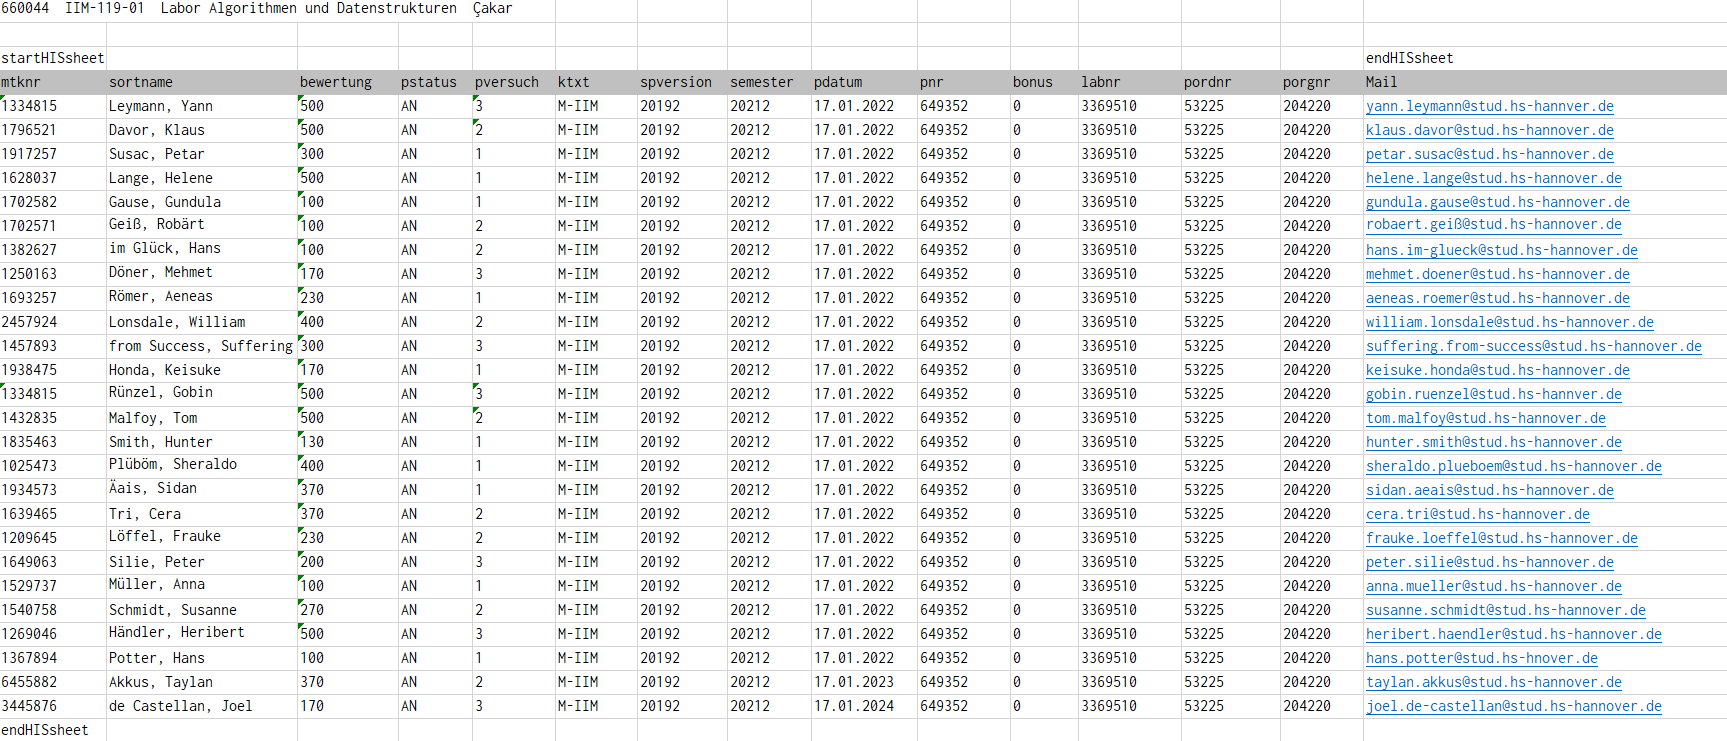 660044 IIM-119-01 Labor Algorithmen und Datenstrukturen Çakar
startHISsheet endHISsheet
mtknr sortname bewertung pstatus pversuch ktxt spversion semester pdatum pnr bonus labnr pordnr porgnr Mail
1334815 Leymann, Yann 500 AN 3 M-IIM 20192 20212 17.01.2022 649352 0 3369510 53225 204220 yann.leymann@stud.hs-hannver.de
1796521 Davor, Klaus 500 AN 2 M-IIM 20192 20212 17.01.2022 649352 0 3369510 53225 204220 klaus.davor@stud.hs-hannover.de
1917257 Susac, Petar 300 AN 1 M-IIM 20192 20212 17.01.2022 649352 0 3369510 53225 204220 petar.susac@stud.hs-hannover.de
1628037 Lange, Helene 500 AN 1 M-IIM 20192 20212 17.01.2022 649352 0 3369510 53225 204220 helene.lange@stud.hs-hannover.de
1702582 Gause, Gundula 100 AN 1 M-IIM 20192 20212 17.01.2022 649352 0 3369510 53225 204220 gundula.gause@stud.hs-hannover.de
1702571 Geiß, Robärt 100 AN 2 M-IIM 20192 20212 17.01.2022 649352 0 3369510 53225 204220 robaert.geiß@stud.hs-hannover.de
1382627 im Glück, Hans 100 AN 2 M-IIM 20192 20212 17.01.2022 649352 0 3369510 53225 204220 hans.im-glueck@stud.hs-hannover.de
1250163 Döner, Mehmet 170 AN 3 M-IIM 20192 20212 17.01.2022 649352 0 3369510 53225 204220 mehmet.doener@stud.hs-hannover.de
1693257 Römer, Aeneas 230 AN 1 M-IIM 20192 20212 17.01.2022 649352 0 3369510 53225 204220 aeneas.roemer@stud.hs-hannover.de
2457924 Lonsdale, William 400 AN 2 M-IIM 20192 20212 17.01.2022 649352 0 3369510 53225 204220 william.lonsdale@stud.hs-hannover.de
1457893 from Success, Suffering 300 AN 3 M-IIM 20192 20212 17.01.2022 649352 0 3369510 53225 204220 suffering.from-success@stud.hs-hannover.de
1938475 Honda, Keisuke 170 AN 1 M-IIM 20192 20212 17.01.2022 649352 0 3369510 53225 204220 keisuke.honda@stud.hs-hannover.de
1334815 Rünzel, Gobin 500 AN 3 M-IIM 20192 20212 17.01.2022 649352 0 3369510 53225 204220 gobin.ruenzel@stud.hs-hannver.de
1432835 Malfoy, Tom 500 AN 2 M-IIM 20192 20212 17.01.2022 649352 0 3369510 53225 204220 tom.malfoy@stud.hs-hannover.de
1835463 Smith, Hunter 130 AN 1 M-IIM 20192 20212 17.01.2022 649352 0 3369510 53225 204220 hunter.smith@stud.hs-hannover.de
1025473 Plüböm, Sheraldo 400 AN 1 M-IIM 20192 20212 17.01.2022 649352 0 3369510 53225 204220 sheraldo.plueboem@stud.hs-hannover.de
1934573 Äais, Sidan 370 AN 1 M-IIM 20192 20212 17.01.2022 649352 0 3369510 53225 204220 sidan.aeais@stud.hs-hannover.de
1639465 Tri, Cera 370 AN 2 M-IIM 20192 20212 17.01.2022 649352 0 3369510 53225 204220 cera.tri@stud.hs-hannover.de
1209645 Löffel, Frauke 230 AN 2 M-IIM 20192 20212 17.01.2022 649352 0 3369510 53225 204220 frauke.loeffel@stud.hs-hannover.de
1649063 Silie, Peter 200 AN 3 M-IIM 20192 20212 17.01.2022 649352 0 3369510 53225 204220 peter.silie@stud.hs-hannover.de
1529737 Müller, Anna 100 AN 1 M-IIM 20192 20212 17.01.2022 649352 0 3369510 53225 204220 anna.mueller@stud.hs-hannover.de
1540758 Schmidt, Susanne 270 AN 2 M-IIM 20192 20212 17.01.2022 649352 0 3369510 53225 204220 susanne.schmidt@stud.hs-hannover.de
1269046 Händler, Heribert 500 AN 3 M-IIM 20192 20212 17.01.2022 649352 0 3369510 53225 204220 heribert.haendler@stud.hs-hannover.de
1367894 Potter, Hans 100 AN 1 M-IIM 20192 20212 17.01.2022 649352 0 3369510 53225 204220 hans.potter@stud.hs-hnover.de
6455882 Akkus, Taylan 370 AN 2 M-IIM 20192 20212 17.01.2023 649352 0 3369510 53225 204220 taylan.akkus@stud.hs-hannover.de
3445876 de Castellan, Joel 170 AN 3 M-IIM 20192 20212 17.01.2024 649352 0 3369510 53225 204220 joel.de-castellan@stud.hs-hannover.de
endHISsheet